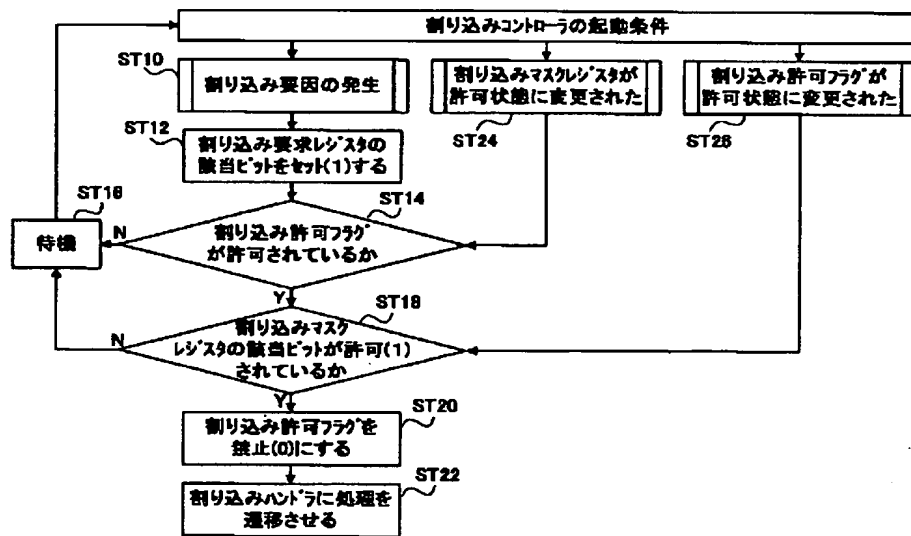 割り込みコントローラの起動条件
ST10
割り込み要因の発生
割り込みマスクレジスタが
許可状態に変更された
ST24
割り込み許可フラグが
許可状態に変更された
ST26
ST12
割り込み要求レジスタの
該当ビットをセット(1)する
ST16
待機
N
ST14
割り込み許可フラグ
が許可されているか
Y
ST18
N
割り込みマスク
レジスタの該当ビットが許可(1)
されているか
Y
ST20
割り込み許可フラグを
禁止(0)にする
ST22
割り込みハンドラに処理を
遷移させる